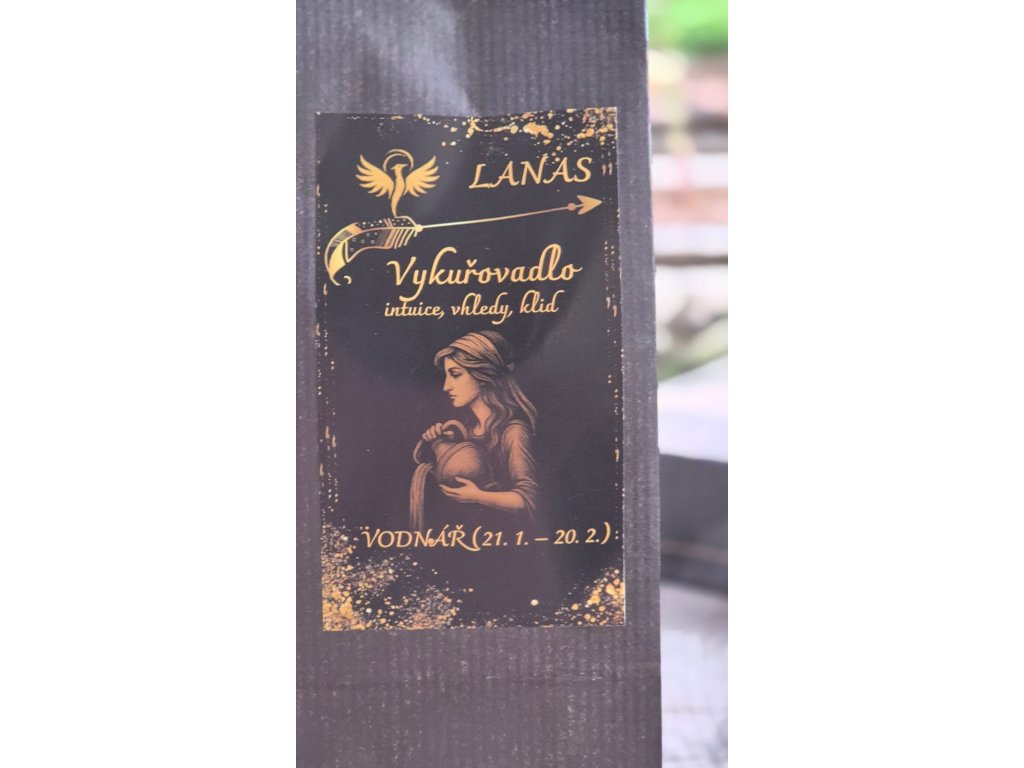 LANAS
Vykuřovadlo
intuice, vhledy, klid
VODNÁŘ (21. 1. – 20. 2.)